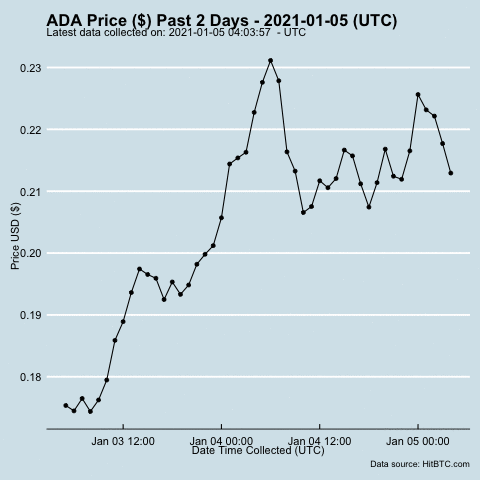 ADA Price ($) Past 2 Days - 2021-01-05 (UTC)
Latest data collected on: 2021-01-05 04:03:57 - UTC
0.23
0.22
0.21
0.20
0.19
0.18
Price USD ($)
Jan 03 12:00 Jan 04 00:00 Jan 04 12:00 Jan 05 00:00
Date Time Collected (UTC)
Data source: HitBTC.com